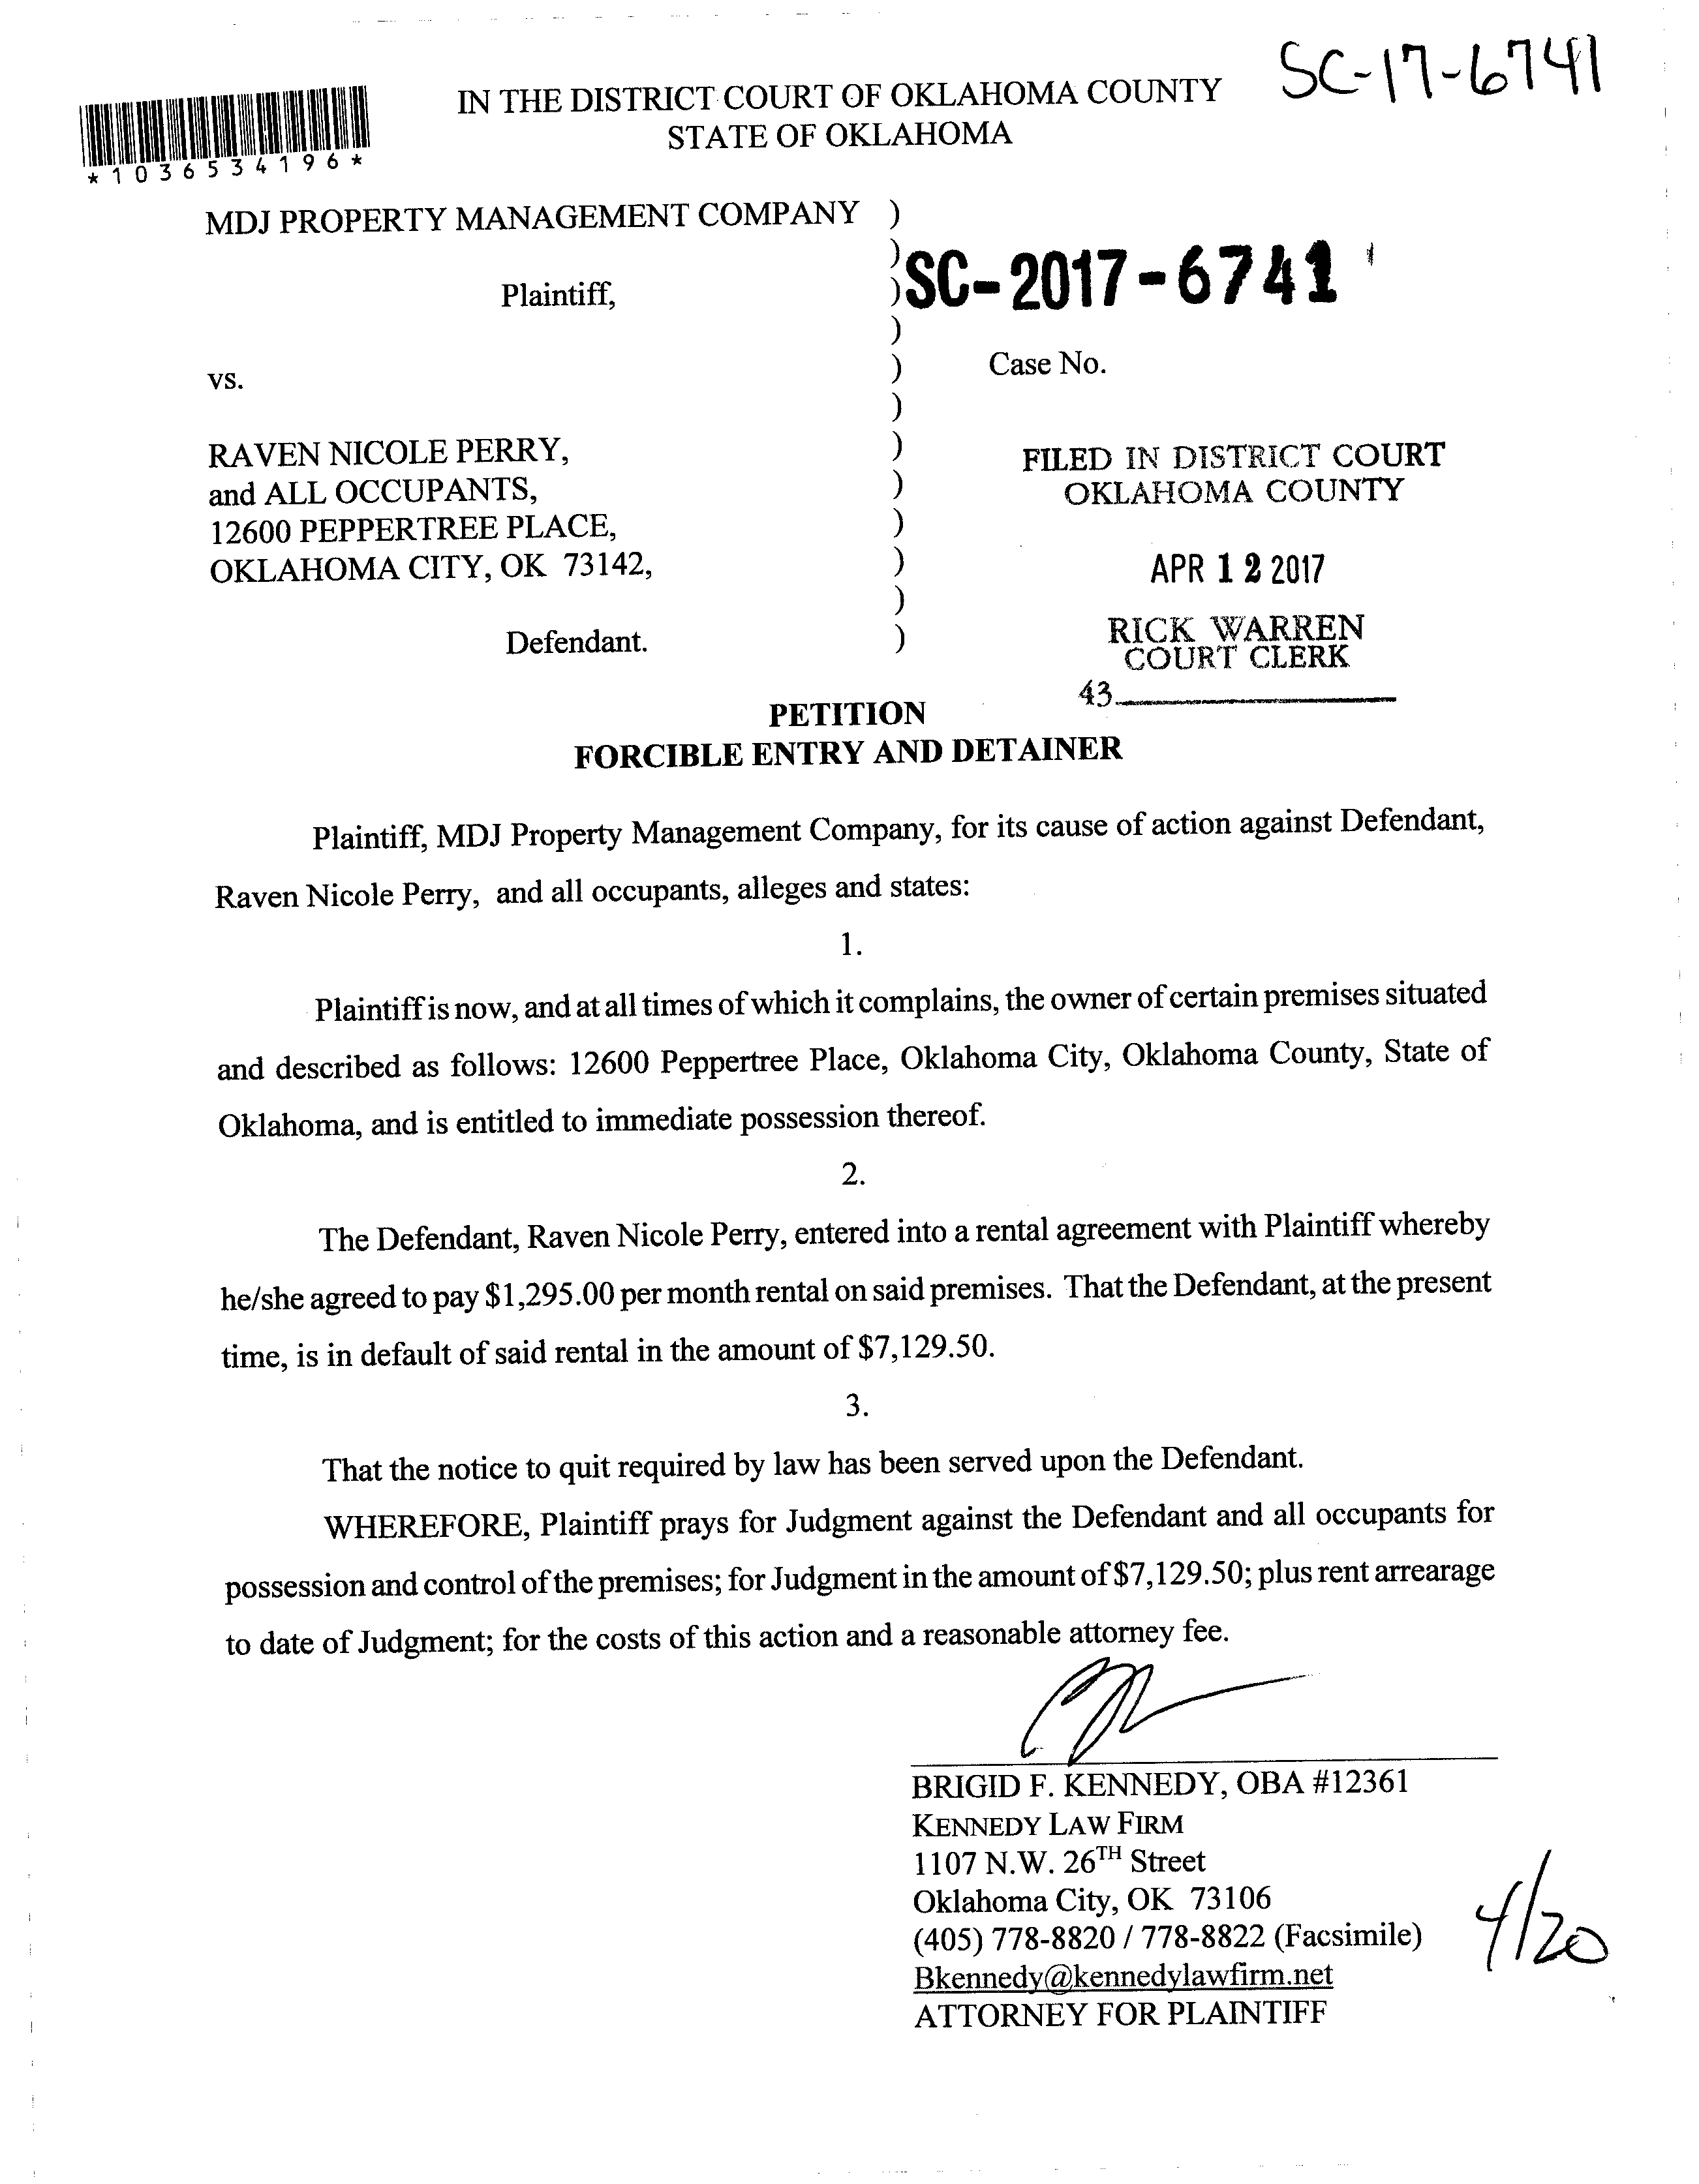 SC-17-6741
IN THE DISTRICT COURT OF OKLAHOMA COUNTY
STATE OF OKLAHOMA
*1036534196*
MDJ PROPERTY MANAGEMENT COMPANY )
)
Plaintiff, ) SC-2017-6741
)
vs. ) Case No.
)
RAVEN NICOLE PERRY, )
and ALL OCCUPANTS, )
12600 PEPPERTREE PLACE, )
OKLAHOMA CITY, OK 73142, )
)
Defendant. )
FILED IN DISTRICT COURT
OKLAHOMA COUNTY
APR 12 2017
RICK WARREN
COURT CLERK
43
PETITION
FORCIBLE ENTRY AND DETAINER
Plaintiff, MDJ Property Management Company, for its cause of action against Defendant,
Raven Nicole Perry, and all occupants, alleges and states:
1.
Plaintiff is now, and at all times of which it complains, the owner of certain premises situated
and described as follows: 12600 Peppertree Place, Oklahoma City, Oklahoma County, State of
Oklahoma, and is entitled to immediate possession thereof.
2.
The Defendant, Raven Nicole Perry, entered into a rental agreement with Plaintiff whereby
he/she agreed to pay $1,295.00 per month rental on said premises. That the Defendant, at the present
time, is in default of said rental in the amount of $7,129.50.
3.
That the notice to quit required by law has been served upon the Defendant.
WHEREFORE, Plaintiff prays for Judgment against the Defendant and all occupants for
possession and control of the premises; for Judgment in the amount of $7,129.50; plus rent arrearage
to date of Judgment; for the costs of this action and a reasonable attorney fee.
BRIGID F. KENNEDY, OBA #12361
KENNEDY LAW FIRM
1107 N.W. 26TH Street
Oklahoma City, OK 73106
(405) 778-8820 / 778-8822 (Facsimile)
Bkennedy@kennedylawfirm.net
ATTORNEY FOR PLAINTIFF
4/20